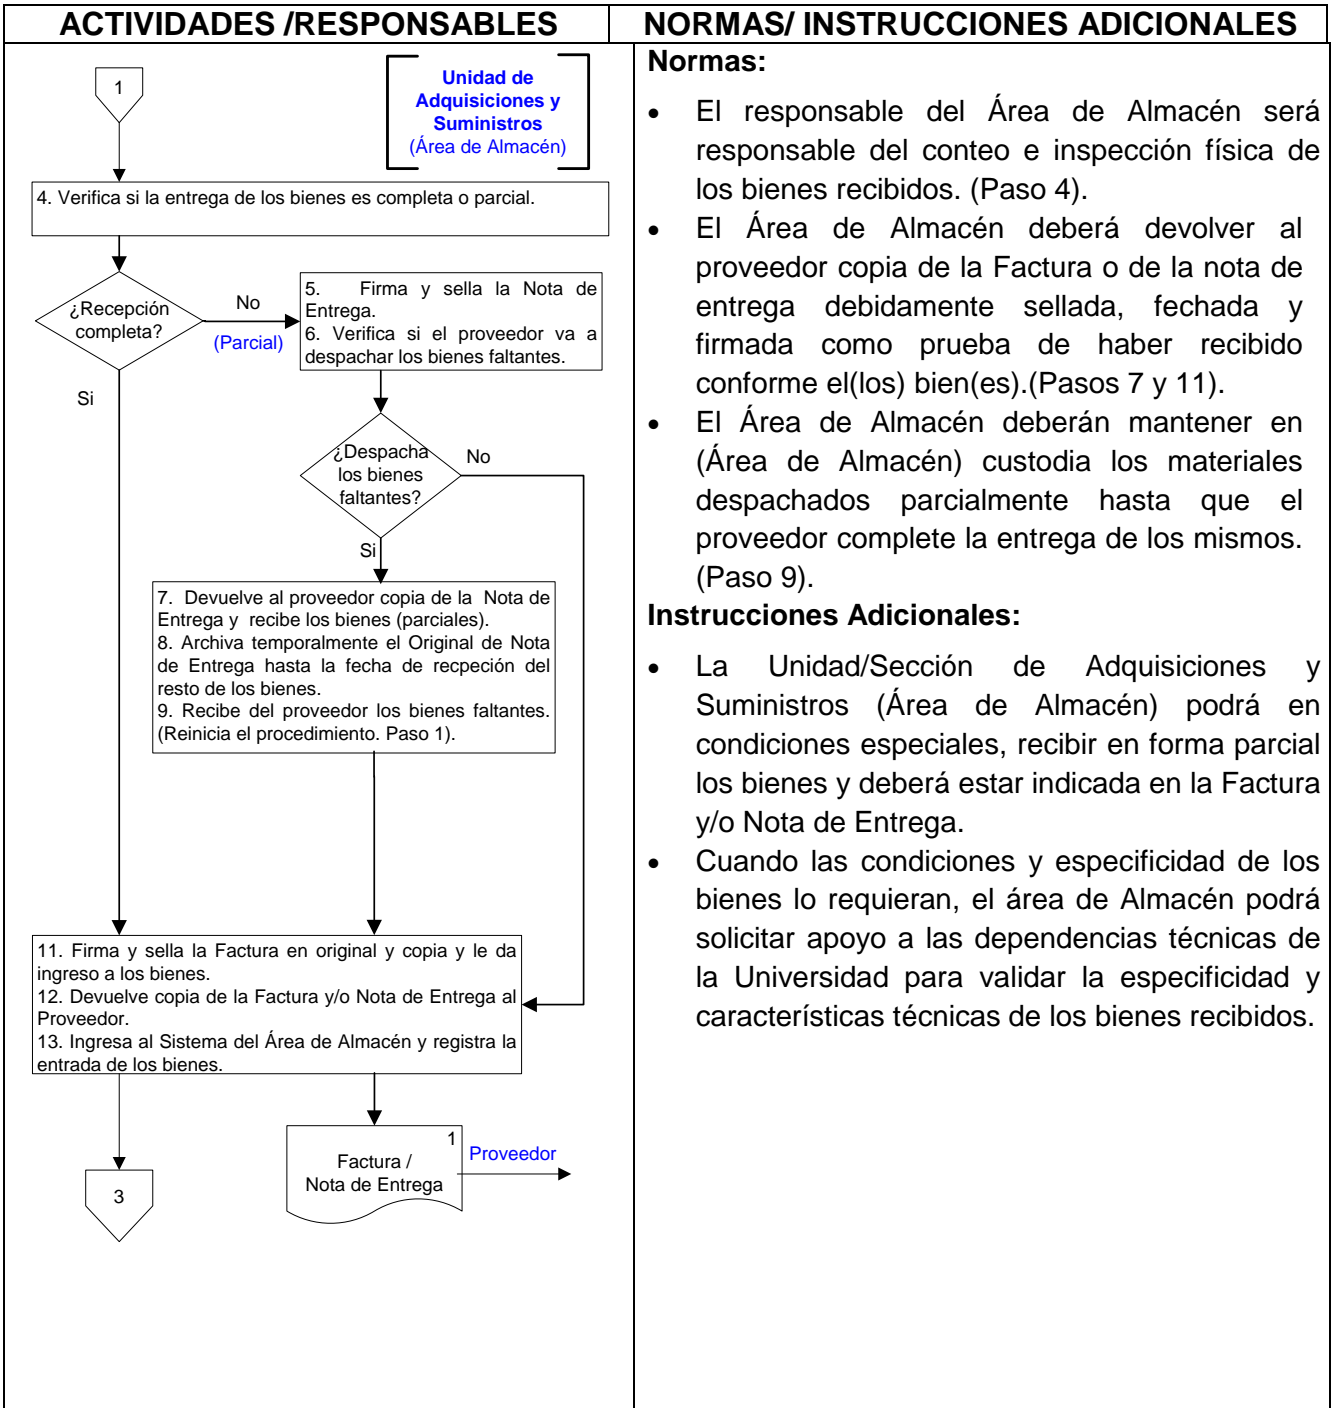 ACTIVIDADES /RESPONSABLES
NORMAS/ INSTRUCCIONES ADICIONALES
1
Unidad de
Adquisiciones y
Suministros
(Área de Almacén)
4. Verifica si la entrega de los bienes es completa o parcial.
¿Recepción
completa?
No
(Parcial)
Si
5. Firma y sella la Nota de
Entrega.
6. Verifica si el proveedor va a
despachar los bienes faltantes.
¿Despacha
los bienes
faltantes?
No
Si
7. Devuelve al proveedor copia de la Nota de
Entrega y recibe los bienes (parciales).
8. Archiva temporalmente el Original de Nota
de Entrega hasta la fecha de recpeción del
resto de los bienes.
9. Recibe del proveedor los bienes faltantes.
(Reinicia el procedimiento. Paso 1).
11. Firma y sella la Factura en original y copia y le da
ingreso a los bienes.
12. Devuelve copia de la Factura y/o Nota de Entrega al
Proveedor.
13. Ingresa al Sistema del Área de Almacén y registra la
entrada de los bienes.
1
Factura /
Nota de Entrega
Proveedor
3
Normas:
• El responsable del Área de Almacén será
responsable del conteo e inspección física de
los bienes recibidos. (Paso 4).
• El Área de Almacén deberá devolver al
proveedor copia de la Factura o de la nota de
entrega debidamente sellada, fechada y
firmada como prueba de haber recibido
conforme el(los) bien(es).(Pasos 7 y 11).
• El Área de Almacén deberán mantener en
(Área de Almacén) custodia los materiales
despachados parcialmente hasta que el
proveedor complete la entrega de los mismos.
(Paso 9).
Instrucciones Adicionales:
• La Unidad/Sección de Adquisiciones y
Suministros (Área de Almacén) podrá en
condiciones especiales, recibir en forma parcial
los bienes y deberá estar indicada en la Factura
y/o Nota de Entrega.
• Cuando las condiciones y especificidad de los
bienes lo requieran, el área de Almacén podrá
solicitar apoyo a las dependencias técnicas de
la Universidad para validar la especificidad y
características técnicas de los bienes recibidos.